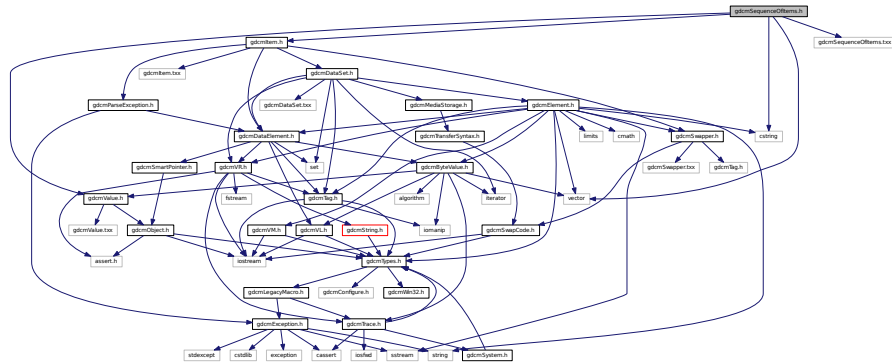 gdcmSequenceOfItems.h
gdcmItem.h
gdcmSequenceOfItems.txx
gdcmItem.txx
gdcmDataSet.h
gdcmParseException.h
gdcmDataSet.txx
gdcmMediaStorage.h
gdcmElement.h
gdcmDataElement.h
gdcmTransferSyntax.h
limits
cmath
gdcmSwapper.h
cstring
gdcmSmartPointer.h
gdcmVR.h
set
gdcmByteValue.h
gdcmSwapper.txx
gdcmTag.h
gdcmValue.h
fstream
gdcmTag.h
algorithm
iterator
vector
gdcmValue.txx
gdcmObject.h
gdcmVM.h
gdcmVL.h
gdcmString.h
iomanip
gdcmSwapCode.h
assert.h
iostream
gdcmTypes.h
gdcmLegacyMacro.h
gdcmConfigure.h
gdcmWin32.h
gdcmException.h
gdcmTrace.h
stdexcept
cstdlib
exception
cassert
iosfwd
sstream
string
gdcmSystem.h